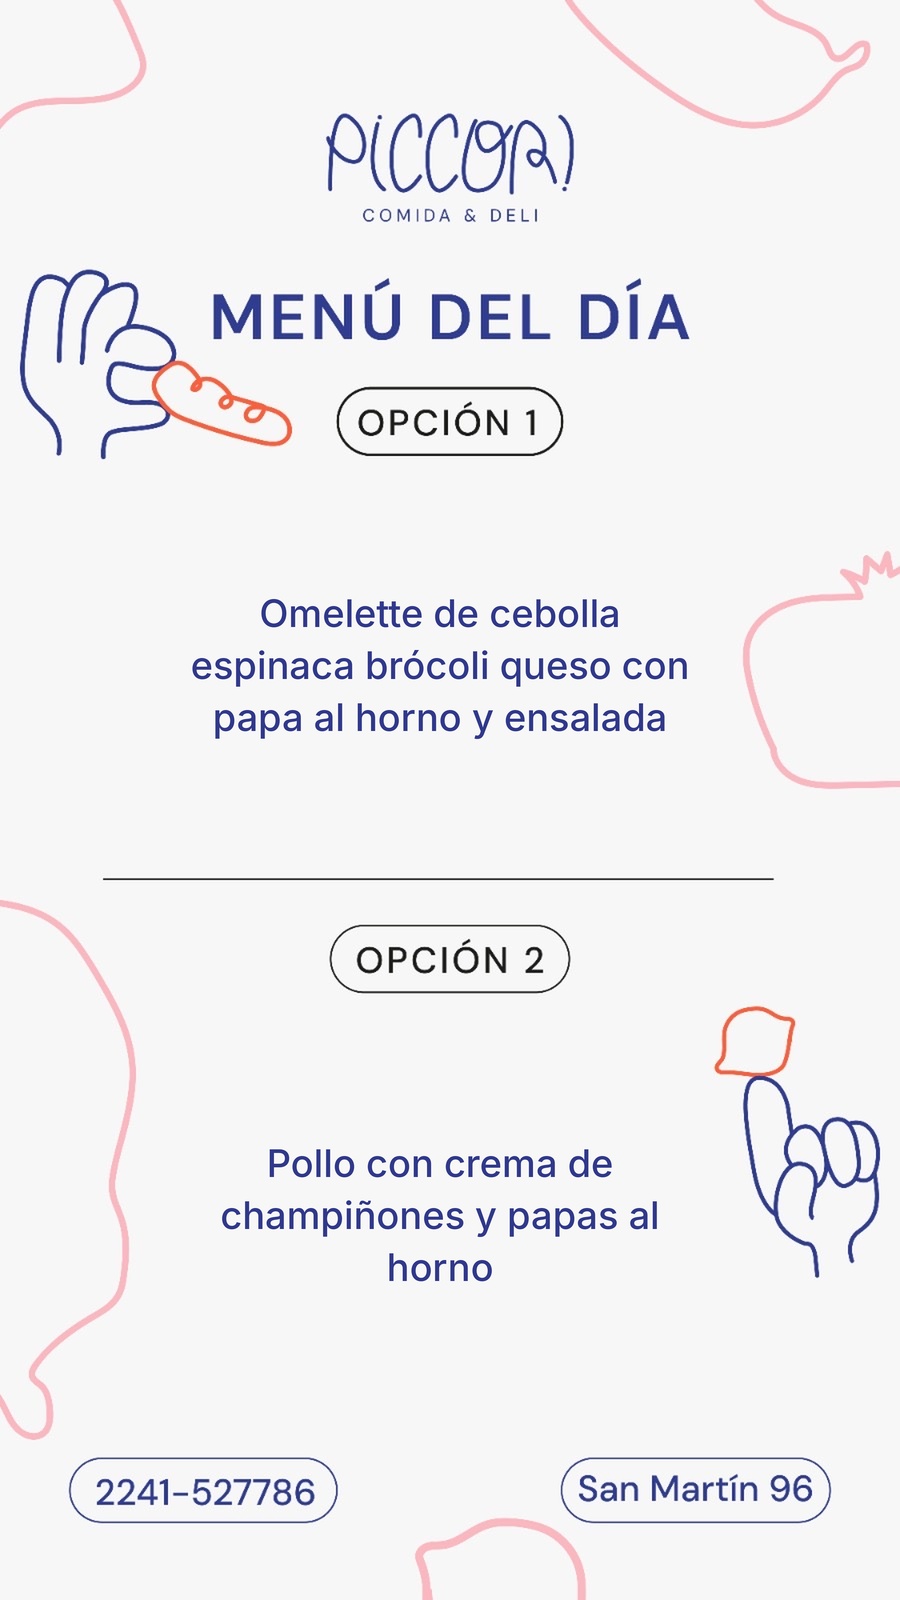 PICCOR!
COMIDA & DELI
MENÚ DEL DÍA
OPCIÓN 1
Omelette de cebolla
espinaca brócoli queso con
papa al horno y ensalada
OPCIÓN 2
Pollo con crema de
champiñones y papas al
horno
2241-527786
San Martín 96